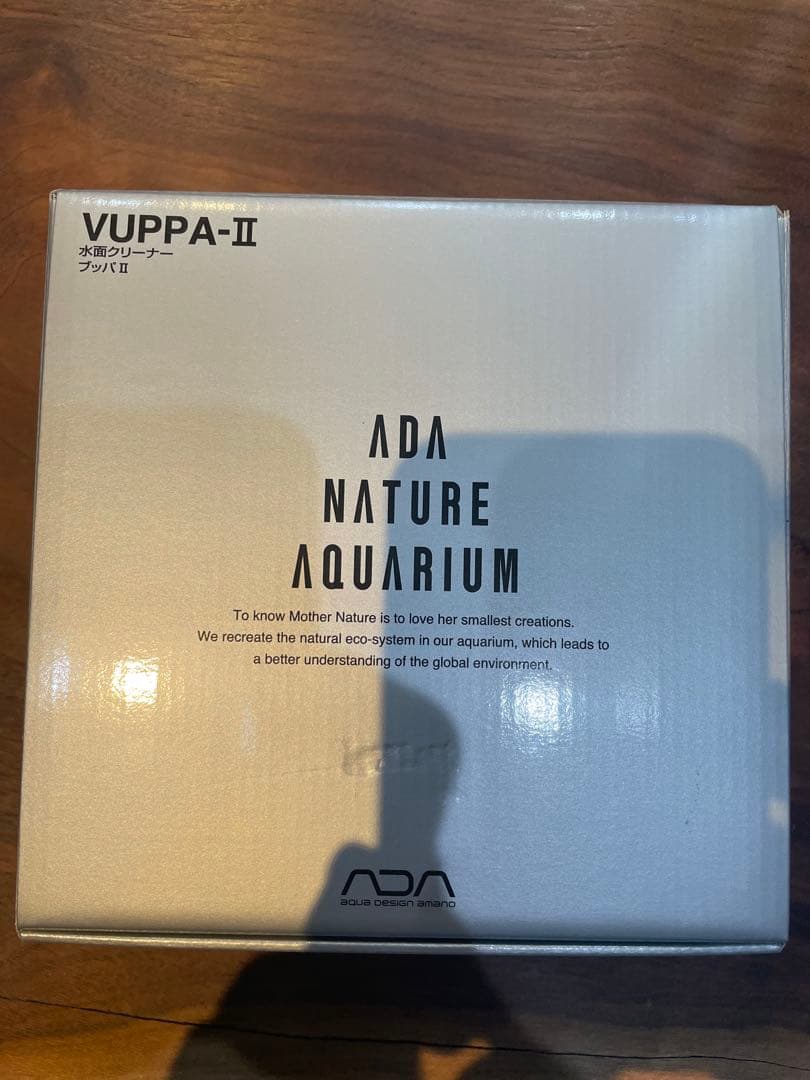 VUPPA-II
水面クリーナー
ブッパ II
ADA
NATURE
AQUARIUM
To know Mother Nature is to love her smallest creations.
We recreate the natural eco-system in our aquarium, which leads to
a better understanding of the global environment.
ADA
aqua design amano